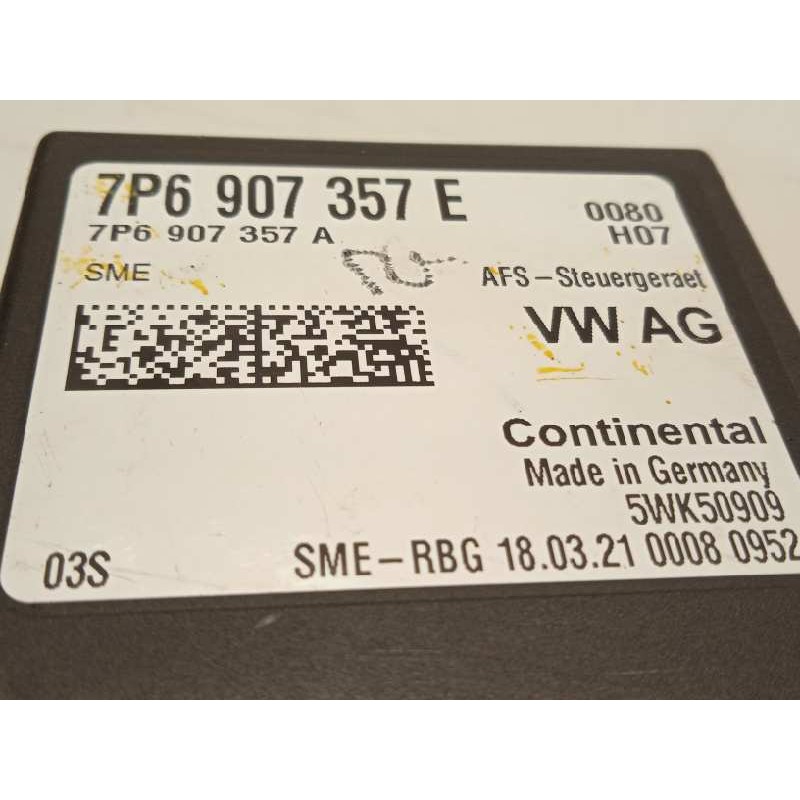 7P6 907 357 E
0080
7P6 907 357 A
H07
SME
AFS-Steuergeraet
VW AG
Continental
Made in Germany
5WK50909
03S
SME-RBG 18.03.21 0008 0952